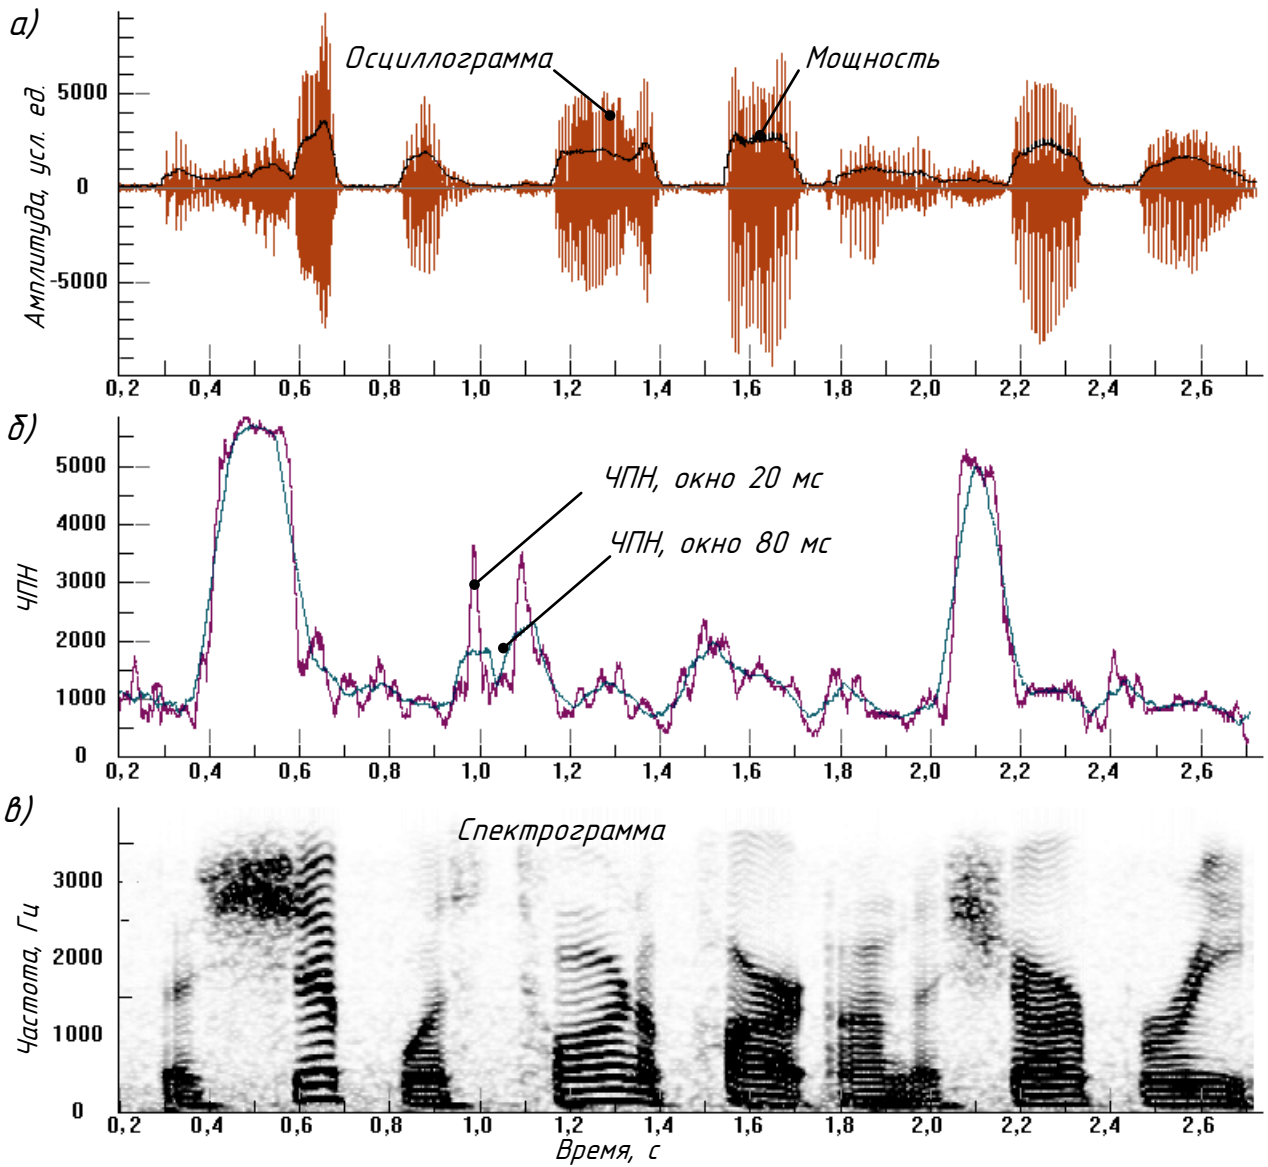 а)
Осциллограмма
Мощность
Амплитуда, усл. ед.
5000
0
-5000
0,2 0,4 0,6 0,8 1,0 1,2 1,4 1,6 1,8 2,0 2,2 2,4 2,6
б)
ЧПН, окно 20 мс
ЧПН, окно 80 мс
ЧПН
5000
4000
3000
2000
1000
0
0,2 0,4 0,6 0,8 1,0 1,2 1,4 1,6 1,8 2,0 2,2 2,4 2,6
в)
Спектрограмма
Частота, Гц
3000
2000
1000
0
0,2 0,4 0,6 0,8 1,0 1,2 1,4 1,6 1,8 2,0 2,2 2,4 2,6
Время, с